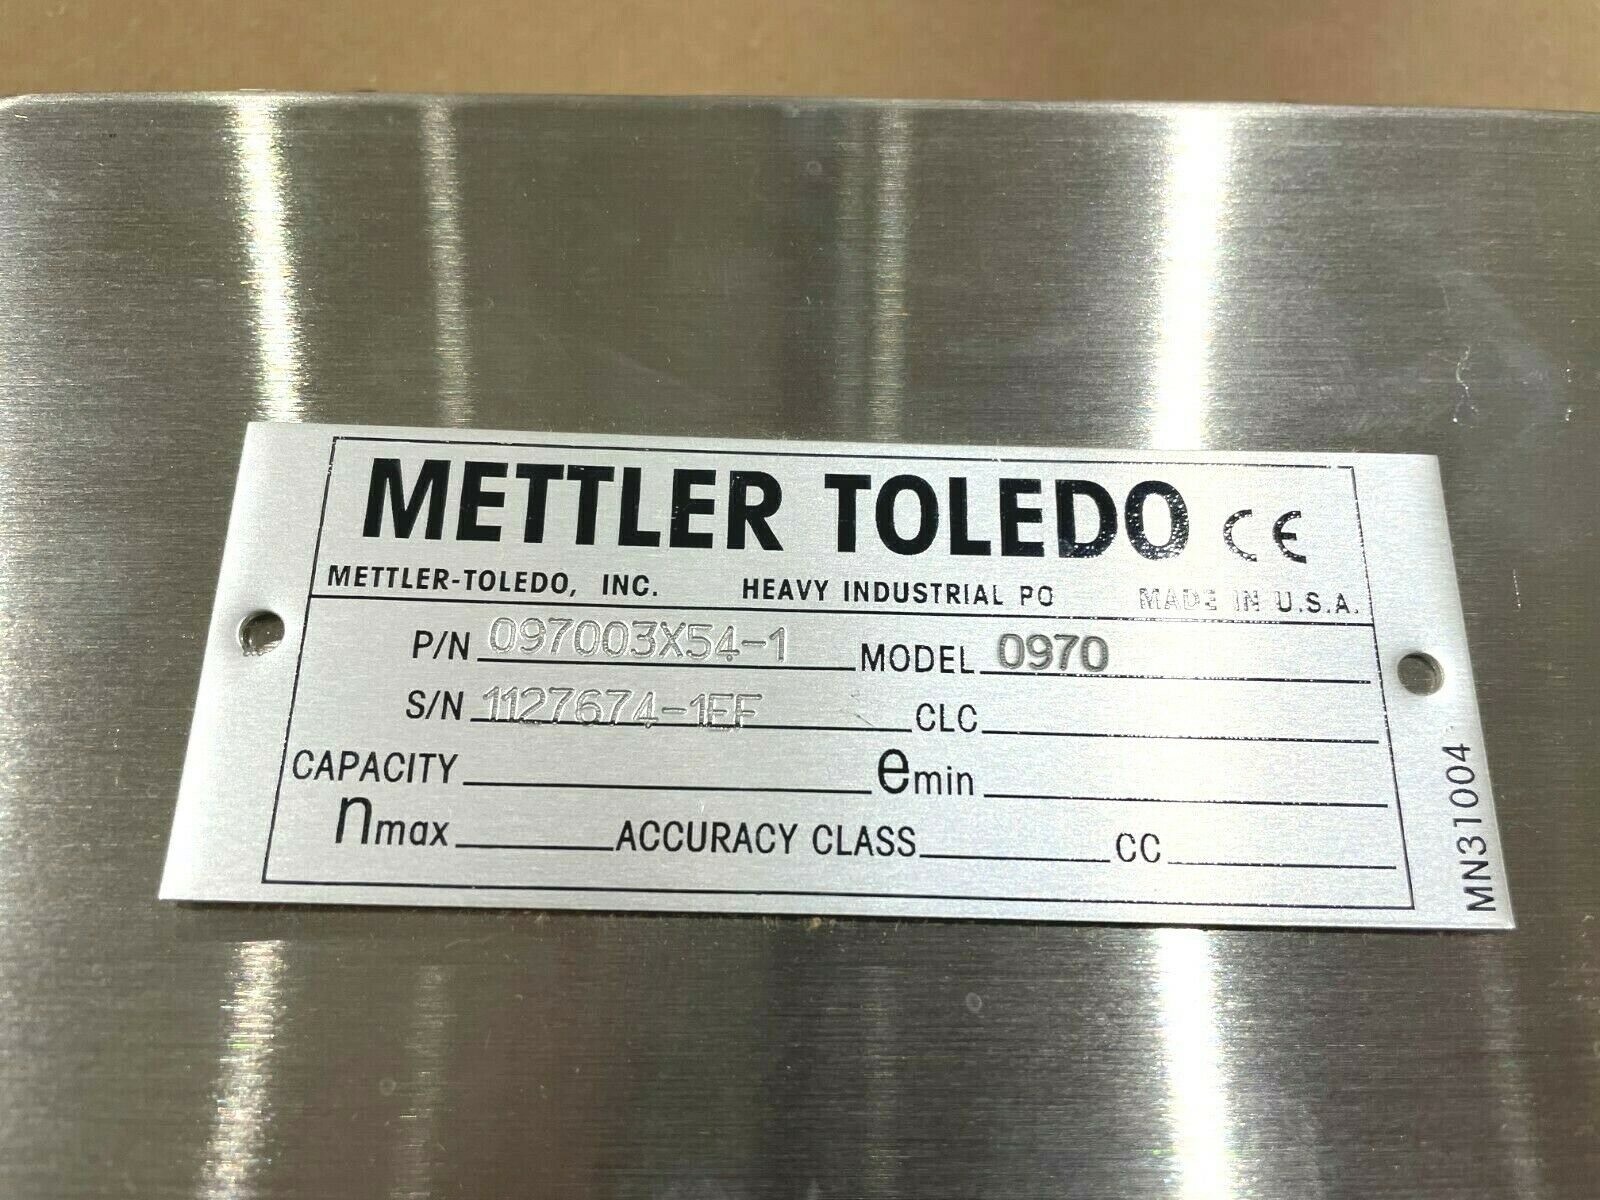 METTLER TOLEDO CE
METTLER-TOLEDO, INC. HEAVY INDUSTRIAL PO MADE IN U.S.A.
P/N 097003X54-1 MODEL 0970
S/N 1127674-1EF CLC
CAPACITY emin
nmax ACCURACY CLASS CC
MN31004